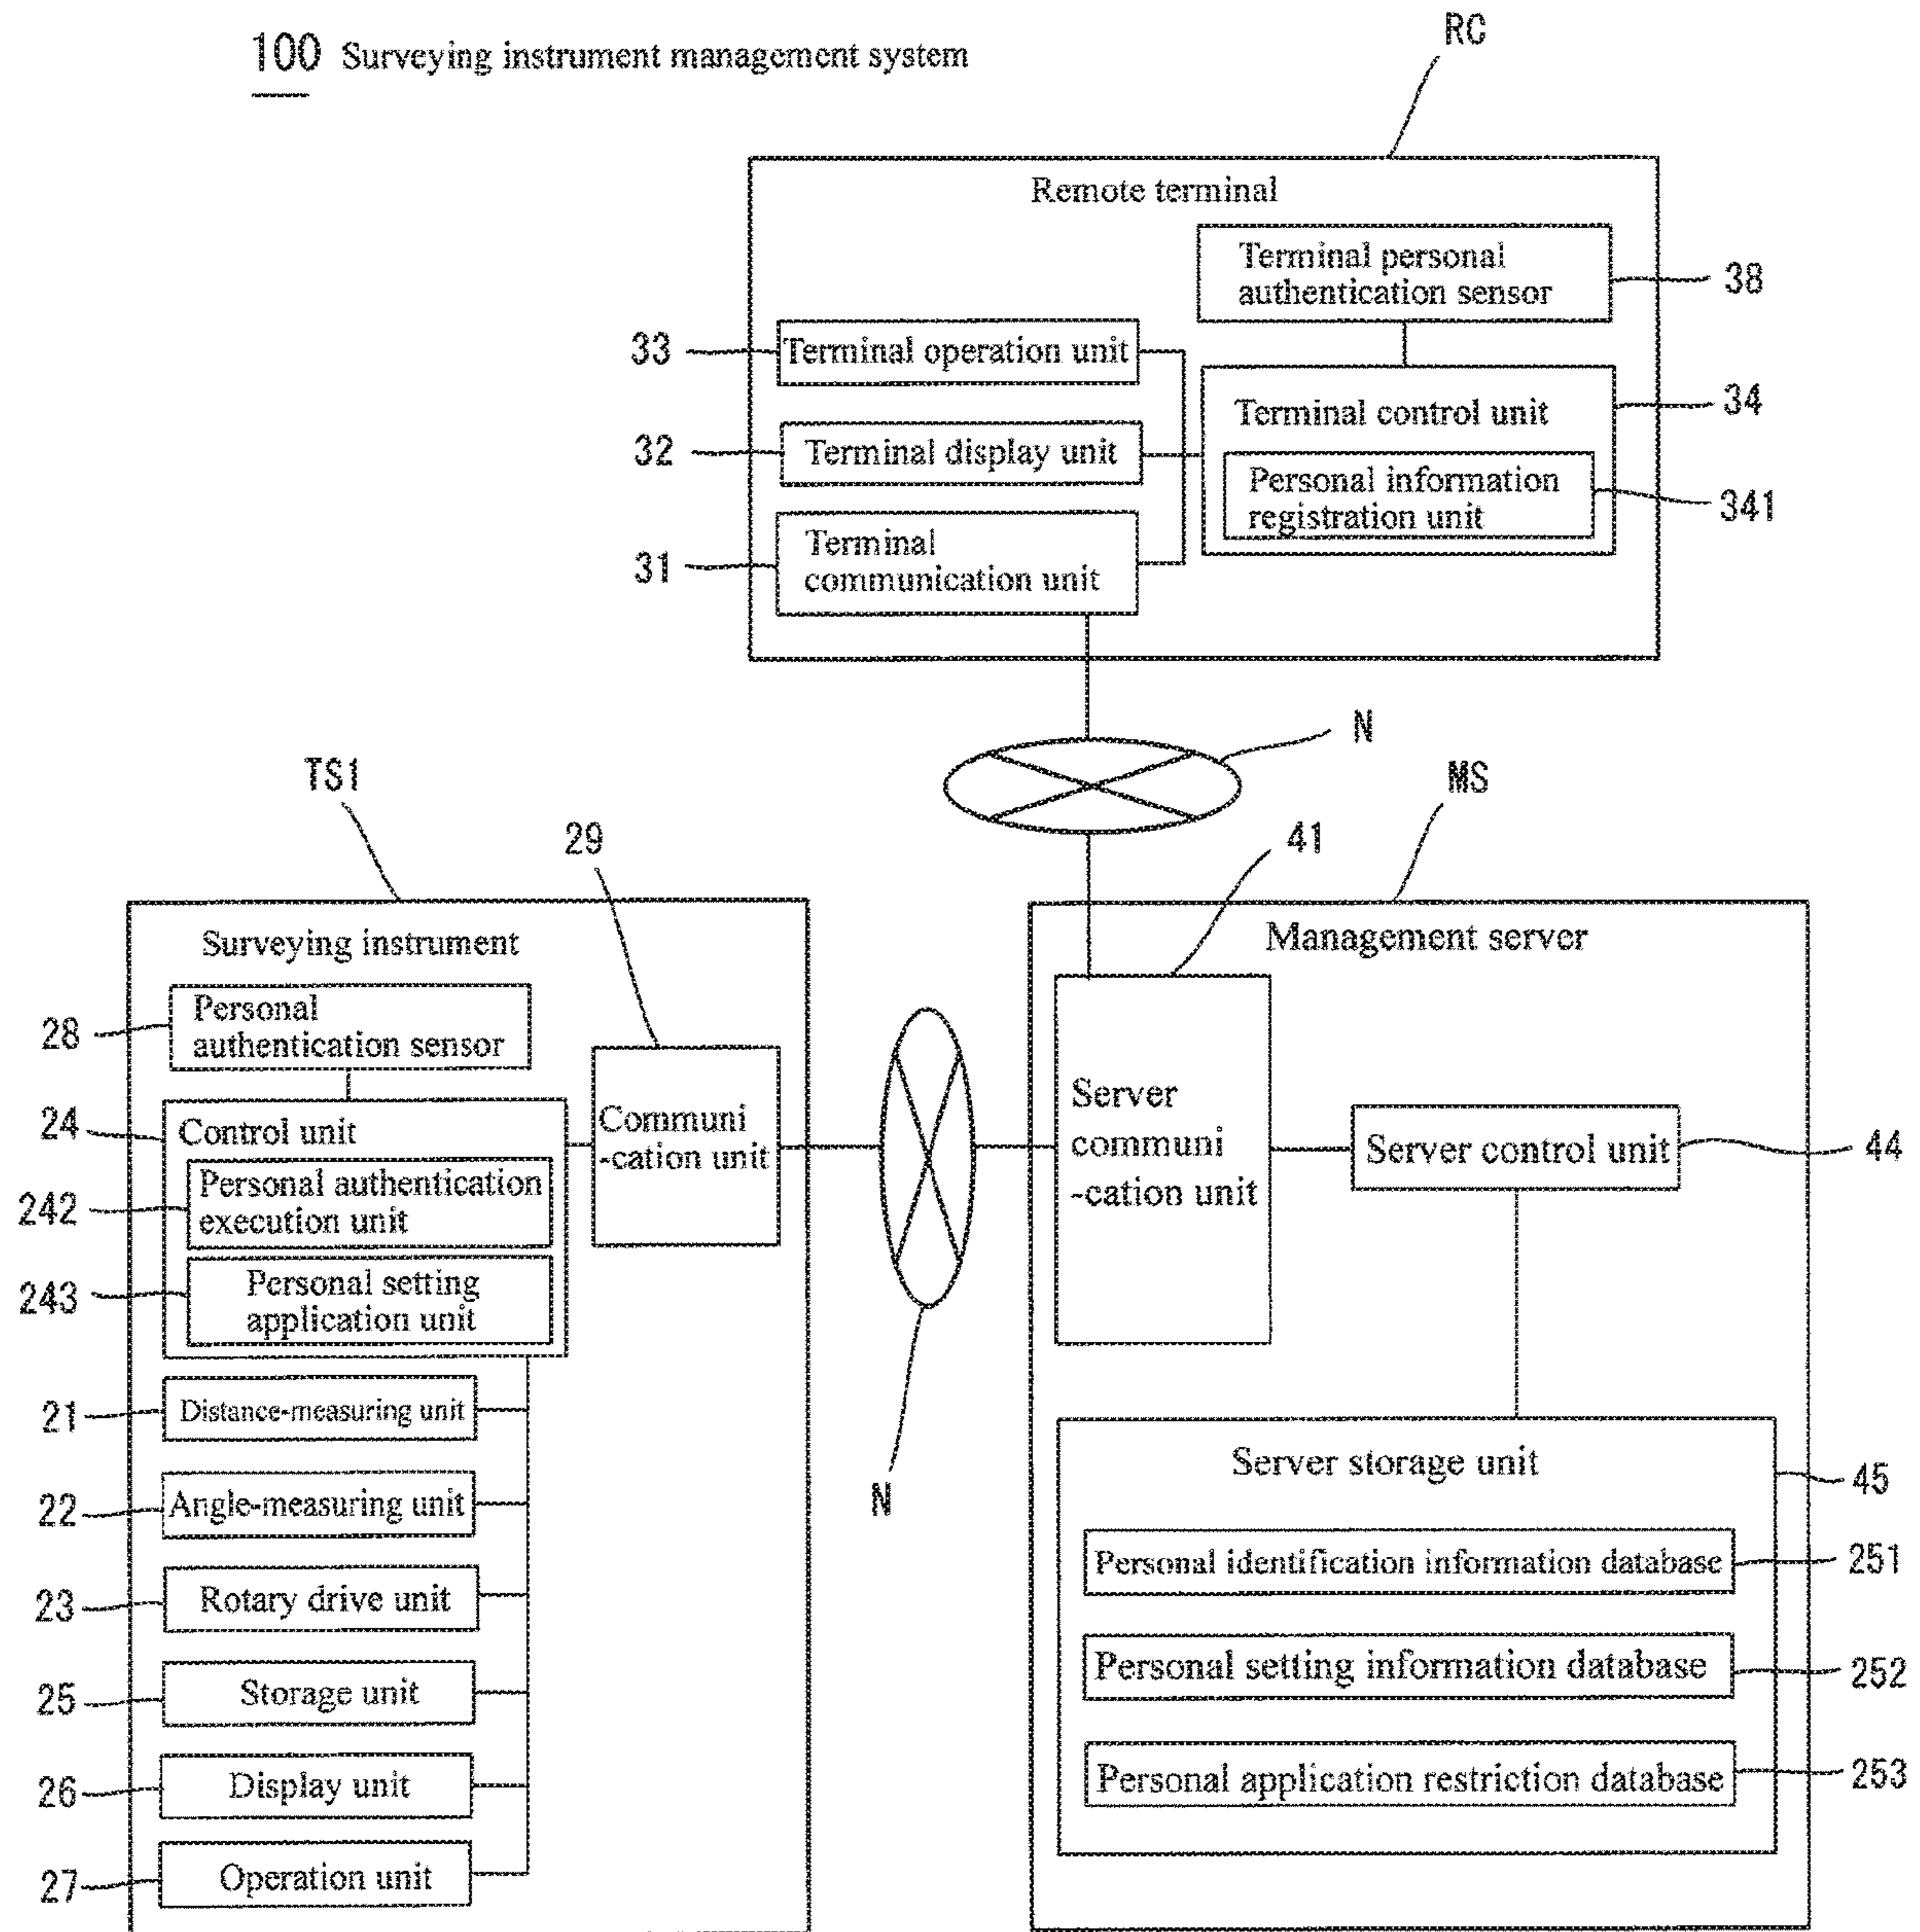 100 Surveying instrument management system
RC
Remote terminal
Terminal personal
authentication sensor
38
33
Terminal operation unit
Terminal control unit
34
32
Terminal display unit
Personal information
registration unit
341
31
Terminal
communication unit
N
TS1
MS
29
41
Surveying instrument
Management server
28
Personal
authentication sensor
24
Control unit
Communi
-cation unit
242
Personal authentication
execution unit
243
Personal setting
application unit
Server
communi
-cation unit
Server control unit
44
N
21
Distance-measuring unit
22
Angle-measuring unit
23
Rotary drive unit
25
Storage unit
26
Display unit
27
Operation unit
Server storage unit
45
Personal identification information database
251
Personal setting information database
252
Personal application restriction database
253